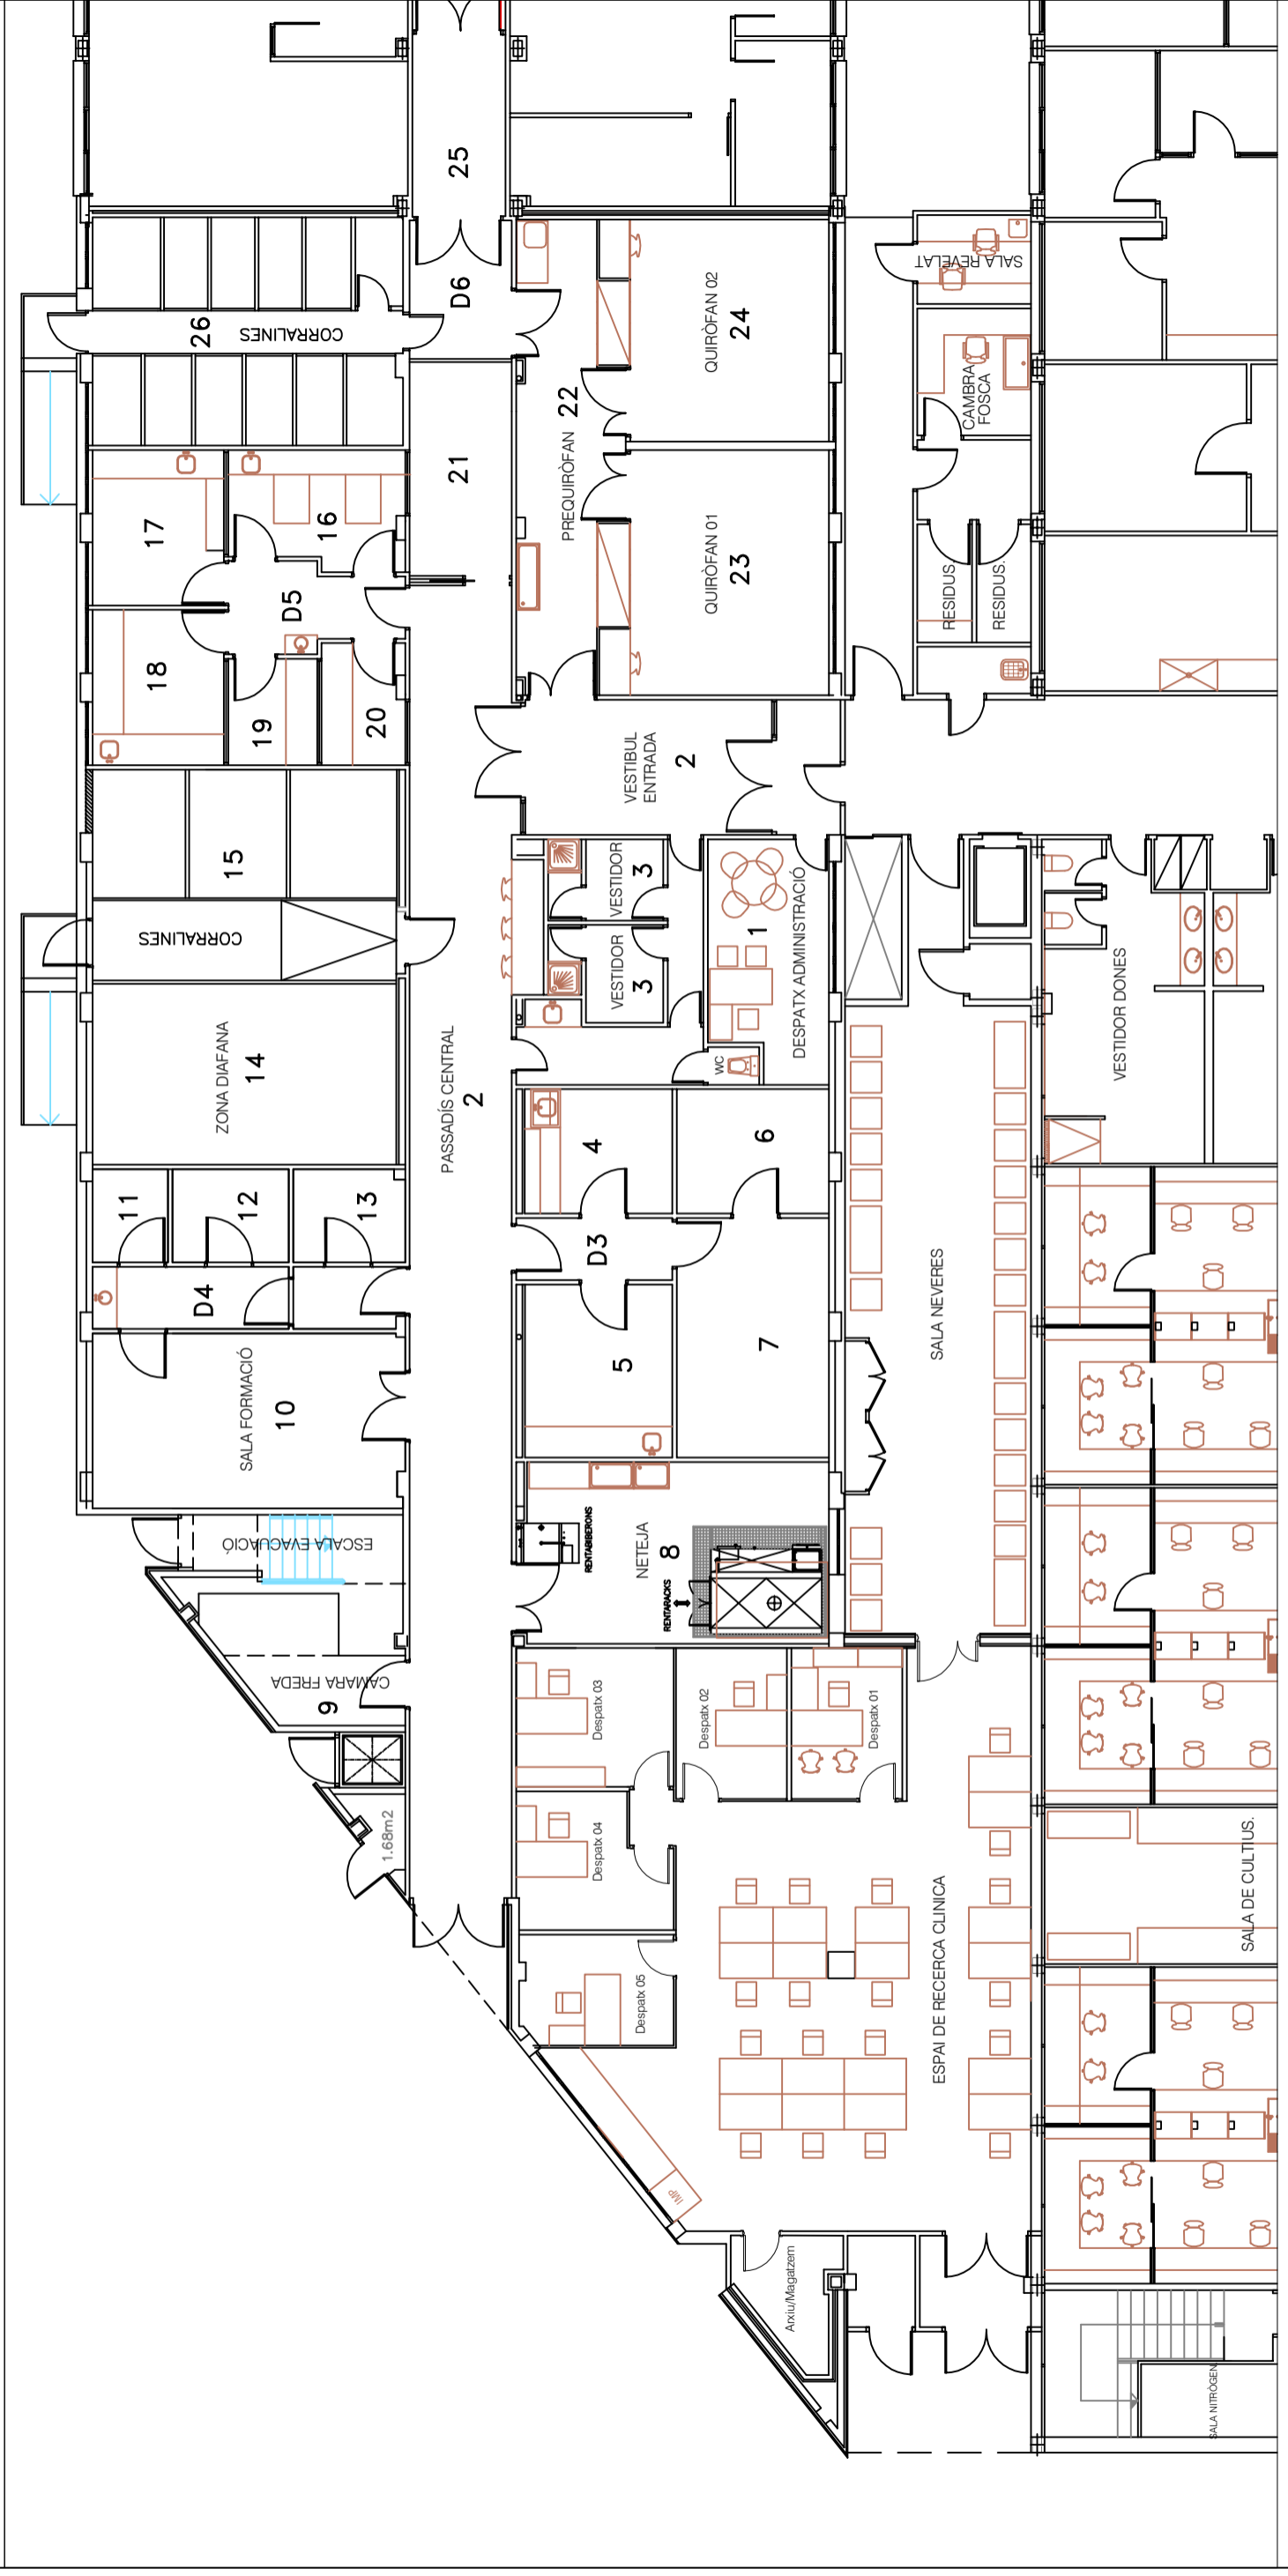 25
26
CORRALINES
D6
QUIRÒFAN 02
24
SALA REVELAT
CAMBRA
FOSCA
22
PREQUIRÒFAN
21
17
16
D5
18
19
20
QUIRÒFAN 01
23
RESIDUS.
RESIDUS.
VESTIBUL
ENTRADA
2
15
CORRALINES
VESTIDOR
3
VESTIDOR
3
1
DESPATX ADMINISTRACIÓ
WC
VESTIDOR DONES
ZONA DIAFANA
14
PASSADÍS CENTRAL
2
4
6
11
12
13
D4
D3
SALA NEVERES
SALA FORMACIÓ
10
5
7
ESCALA EVACUACIÓ
RENTABIBERONS
NETEJA
8
RENTARACKS
CAMARA FREDA
9
Despatx 03
Despatx 02
Despatx 01
1.68m2
Despatx 04
SALA DE CULTIUS.
Despatx 05
ESPAI DE RECERCA CLINICA
IMP
Arxiu/Magatzem
SALA NITRÒGEN